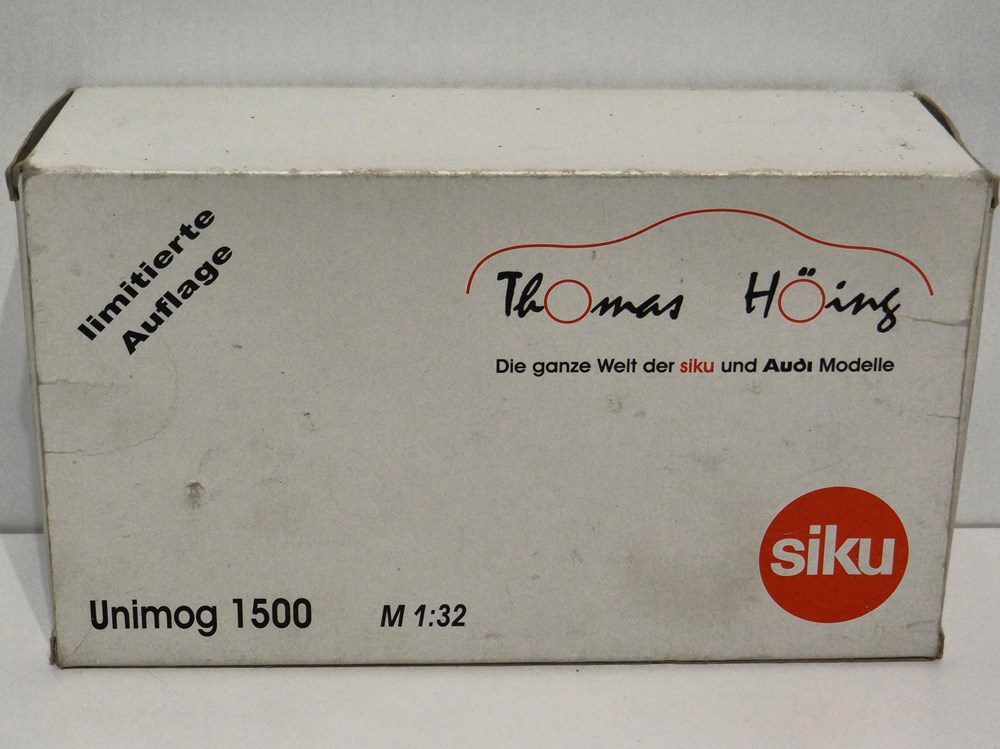 limitierte
Auflage
Thomas Höing
Die ganze Welt der siku und Audi Modelle
siku
Unimog 1500 M 1:32